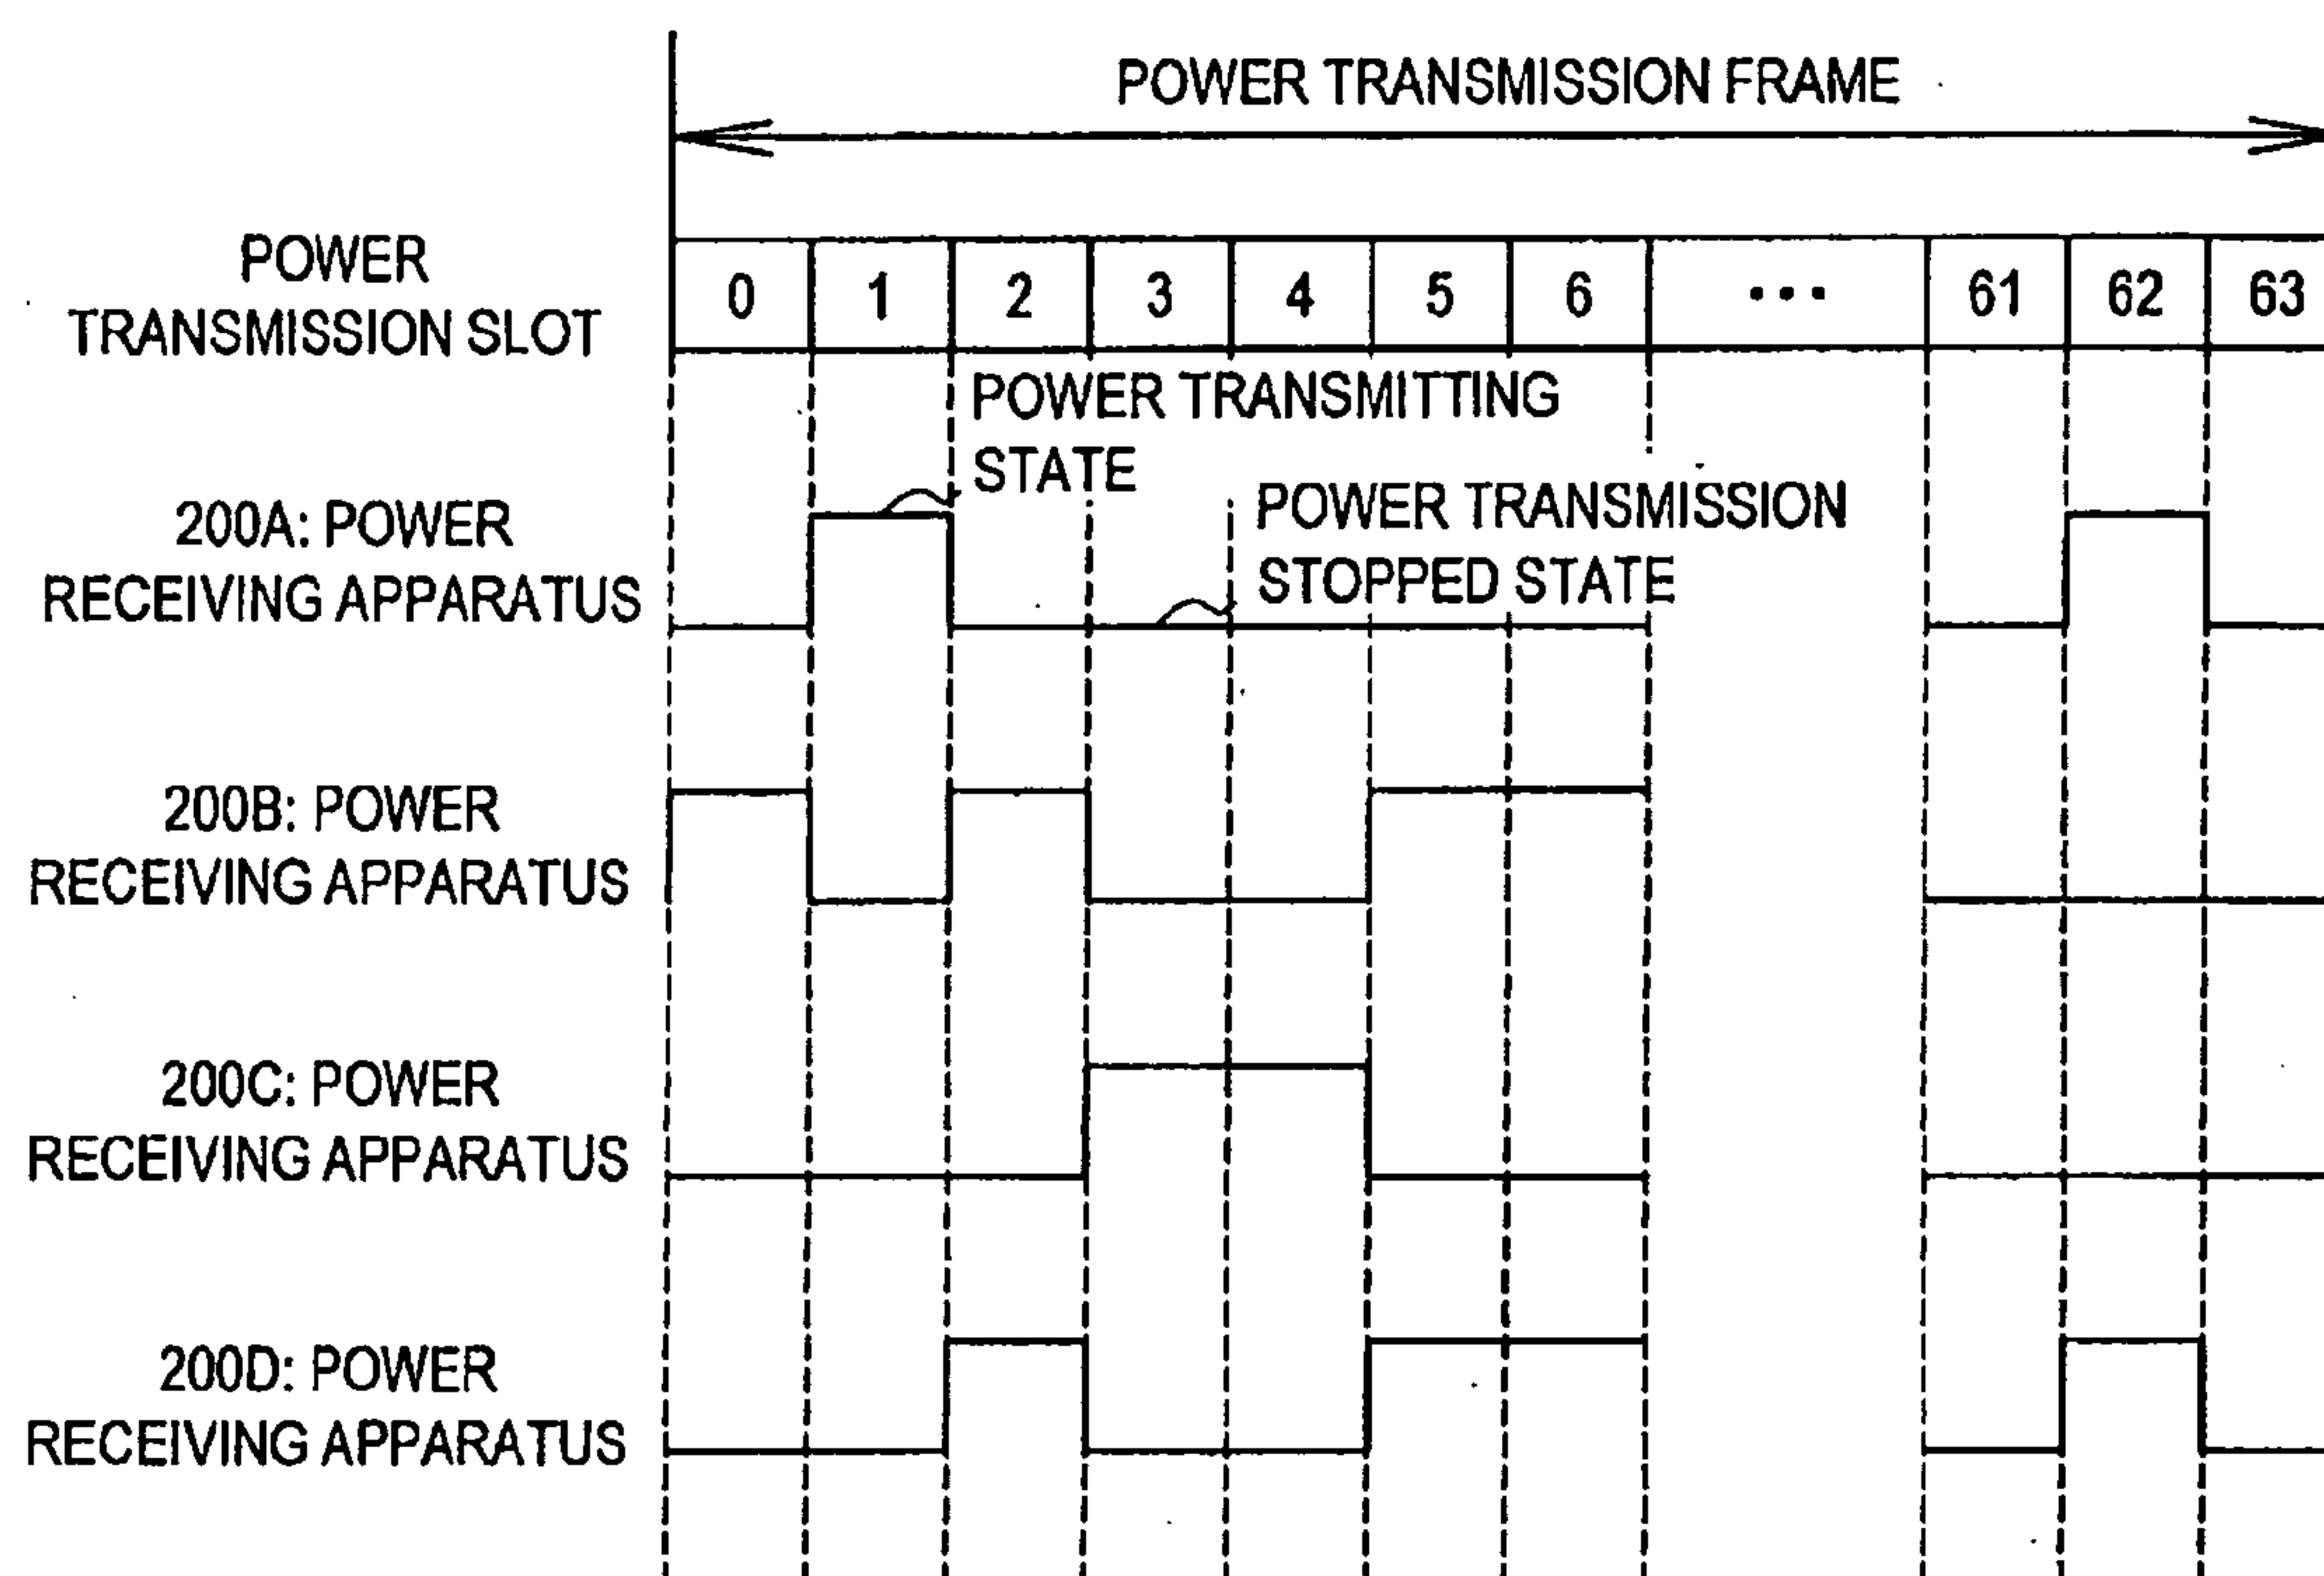 POWER TRANSMISSION FRAME
POWER
TRANSMISSION SLOT
0 1 2 3 4 5 6 ••• 61 62 63
POWER TRANSMITTING
STATE
POWER TRANSMISSION
STOPPED STATE
200A: POWER
RECEIVING APPARATUS
200B: POWER
RECEIVING APPARATUS
200C: POWER
RECEIVING APPARATUS
200D: POWER
RECEIVING APPARATUS